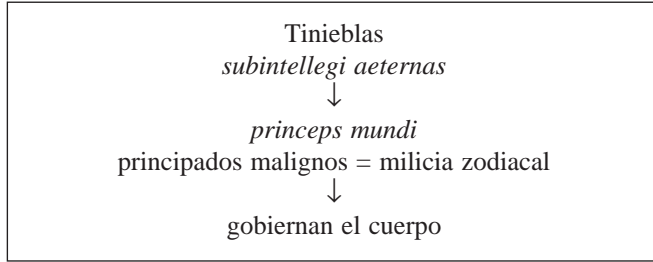 Tinieblas
subintellegi aeternas
↓
princeps mundi
principados malignos = milicia zodiacal
↓
gobiernan el cuerpo